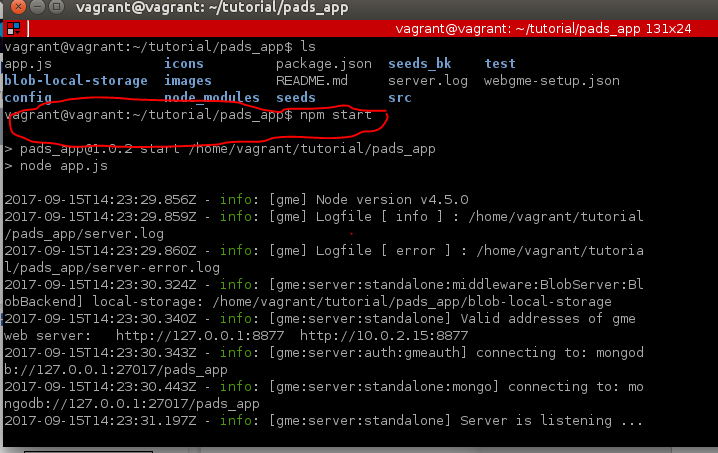 vagrant@vagrant: ~/tutorial/pads_app
vagrant@vagrant: ~/tutorial/pads_app 131x24
vagrant@vagrant:~/tutorial/pads_app$ ls
app.js icons package.json seeds_bk test
blob-local-storage images README.md server.log webgme-setup.json
config node_modules seeds src
vagrant@vagrant:~/tutorial/pads_app$ npm start
> pads_app@1.0.2 start /home/vagrant/tutorial/pads_app
> node app.js
2017-09-15T14:23:29.856Z - info: [gme] Node version v4.5.0
2017-09-15T14:23:29.859Z - info: [gme] Logfile [ info ] : /home/vagrant/tutorial
/pads_app/server.log
2017-09-15T14:23:29.860Z - info: [gme] Logfile [ error ] : /home/vagrant/tutoria
l/pads_app/server-error.log
2017-09-15T14:23:30.324Z - info: [gme:server:standalone:middleware:BlobServer:Bl
obBackend] local-storage: /home/vagrant/tutorial/pads_app/blob-local-storage
2017-09-15T14:23:30.340Z - info: [gme:server:standalone] Valid addresses of gme
web server: http://127.0.0.1:8877 http://10.0.2.15:8877
2017-09-15T14:23:30.343Z - info: [gme:server:auth:gmeauth] connecting to: mongod
b://127.0.0.1:27017/pads_app
2017-09-15T14:23:30.443Z - info: [gme:server:standalone:mongo] connecting to: mo
ngodb://127.0.0.1:27017/pads_app
2017-09-15T14:23:31.197Z - info: [gme:server:standalone] Server is listening ...